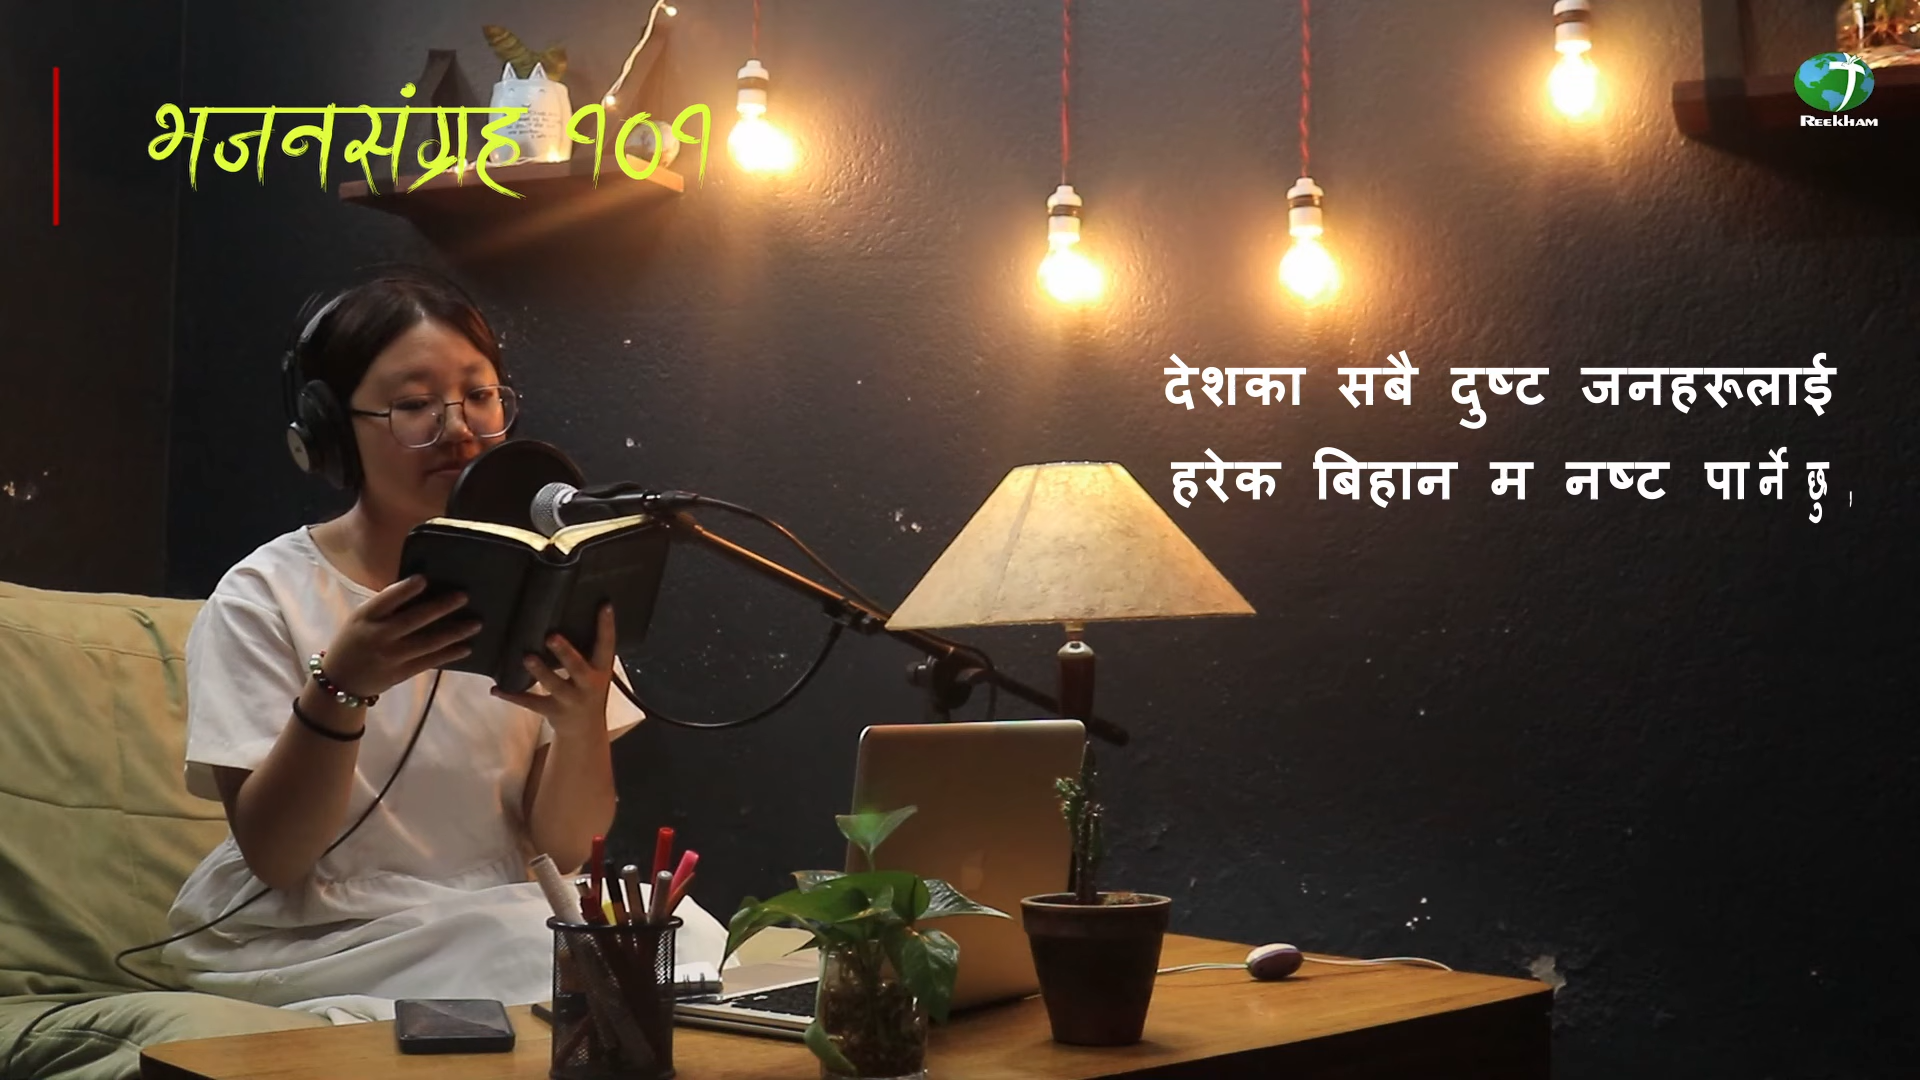 भजनसंग्रह १०१
REEKHAM
देशका सबै दुष्ट जनहरूलाई
हरेक बिहान म नष्ट पार्नेछु,